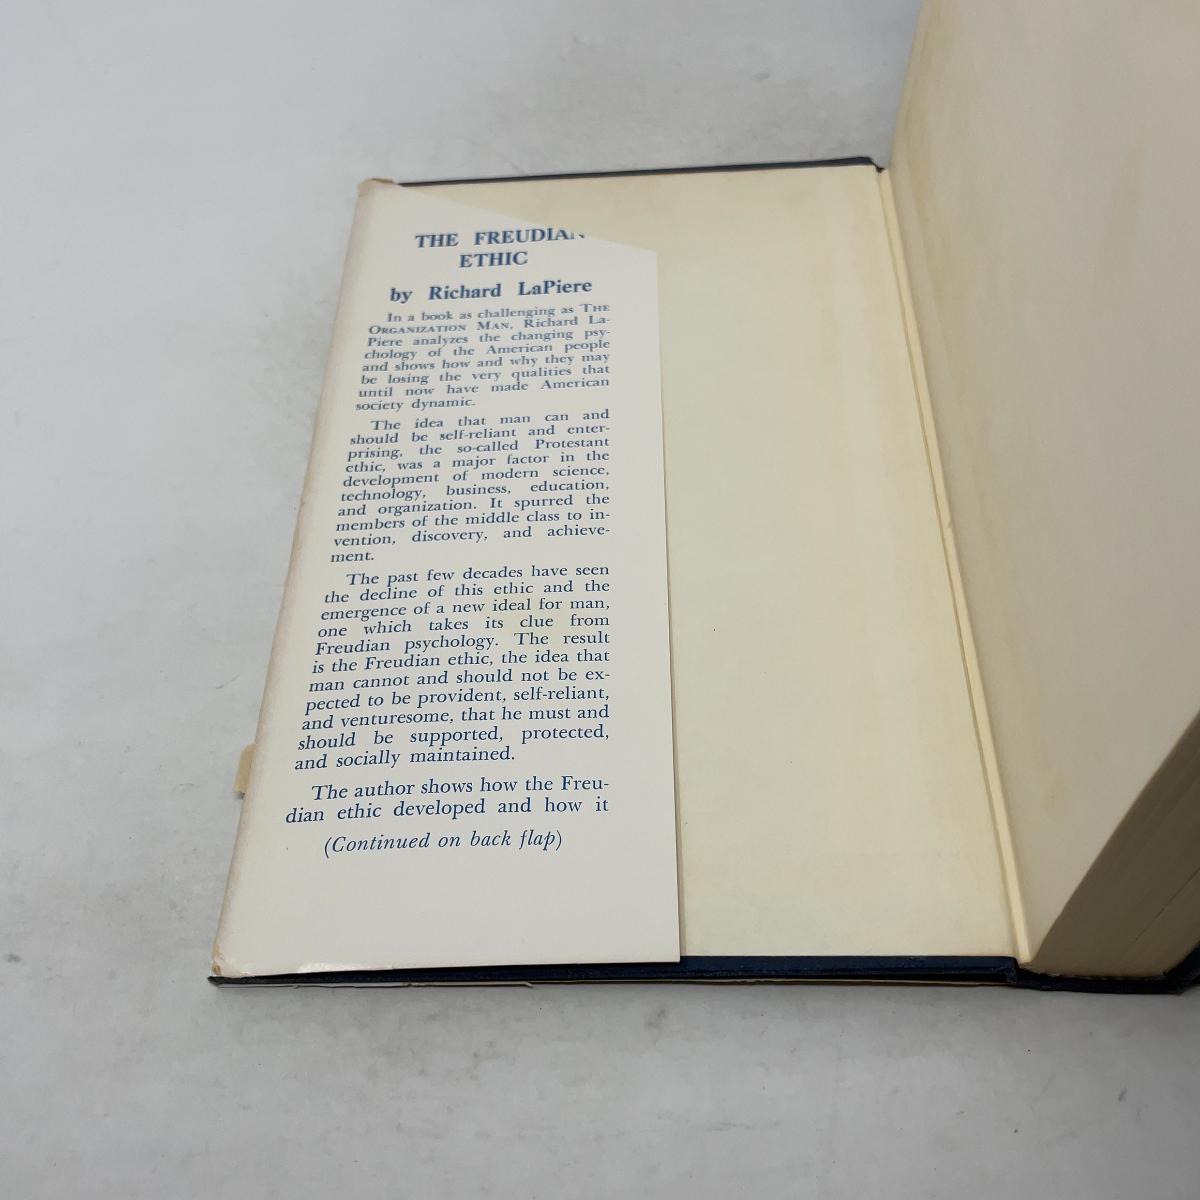 THE FREUDIAN
ETHIC
by Richard LaPiere
In a book as challenging as THE
ORGANIZATION MAN, Richard La-
Piere analyzes the changing psy-
chology of the American people
and shows how and why they may
be losing the very qualities that
until now have made American
society dynamic.
The idea that man can and
should be self-reliant and enter-
prising, the so-called Protestant
ethic, was a major factor in the
development of modern science,
technology, business, education,
and organization. It spurred the
members of the middle class to in-
vention, discovery, and achieve-
ment.
The past few decades have seen
the decline of this ethic and the
emergence of a new ideal for man,
one which takes its clue from
Freudian psychology. The result
is the Freudian ethic, the idea that
man cannot and should not be ex-
pected to be provident, self-reliant,
and venturesome, that he must and
should be supported, protected,
and socially maintained.
The author shows how the Freu-
dian ethic developed and how it
(Continued on back flap)